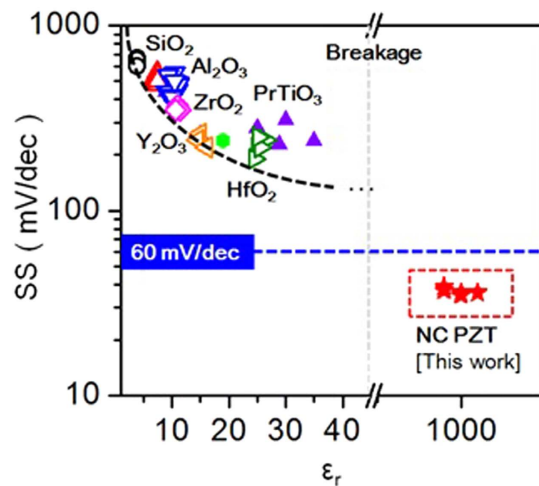 1000
SiO2
Al2O3
Breakage
ZrO2
PrTiO3
Y2O3
HfO2
100
60 mV/dec
SS ( mV/dec)
NC PZT
[This work]
10
10 20 30 40 1000
εr